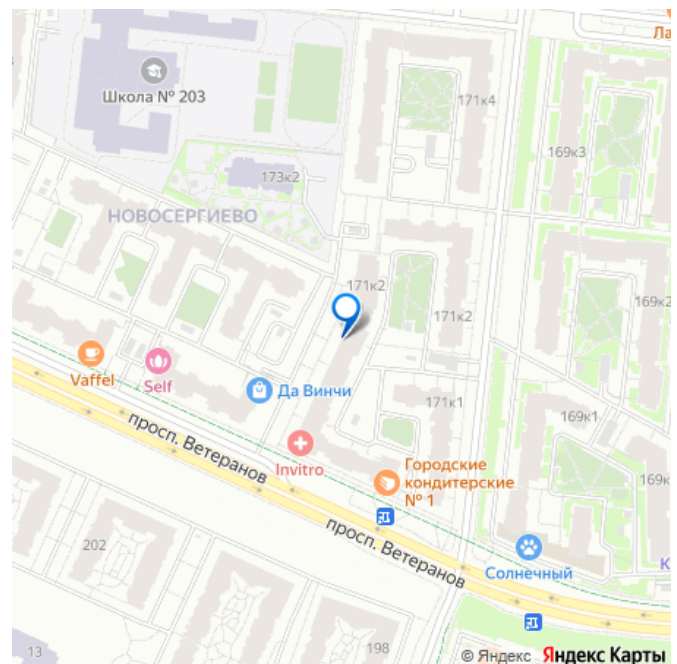 Ла
Школа № 203
171к4
169к3
173к2
НОВОСЕРГИЕВО
171к2
171к2
169к2
Vaffel
Self
Да Винчи
171к1
169к1
просп. Ветеранов
Invitro
Городские
кондитерские
№ 1
169к
просп. Ветеранов
202
Солнечный
К
13
198
© Яндекс Яндекс Карты